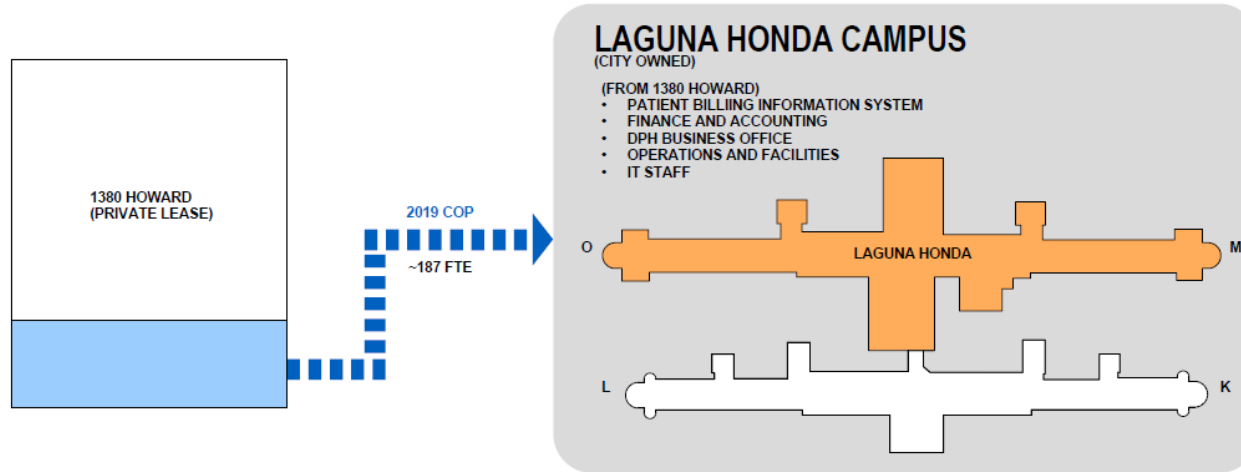 1380 HOWARD
(PRIVATE LEASE)
2019 COP
~187 FTE
LAGUNA HONDA CAMPUS
(CITY OWNED)
(FROM 1380 HOWARD)
• PATIENT BILLIING INFORMATION SYSTEM
• FINANCE AND ACCOUNTING
• DPH BUSINESS OFFICE
• OPERATIONS AND FACILITIES
• IT STAFF
O
LAGUNA HONDA
M
L
K